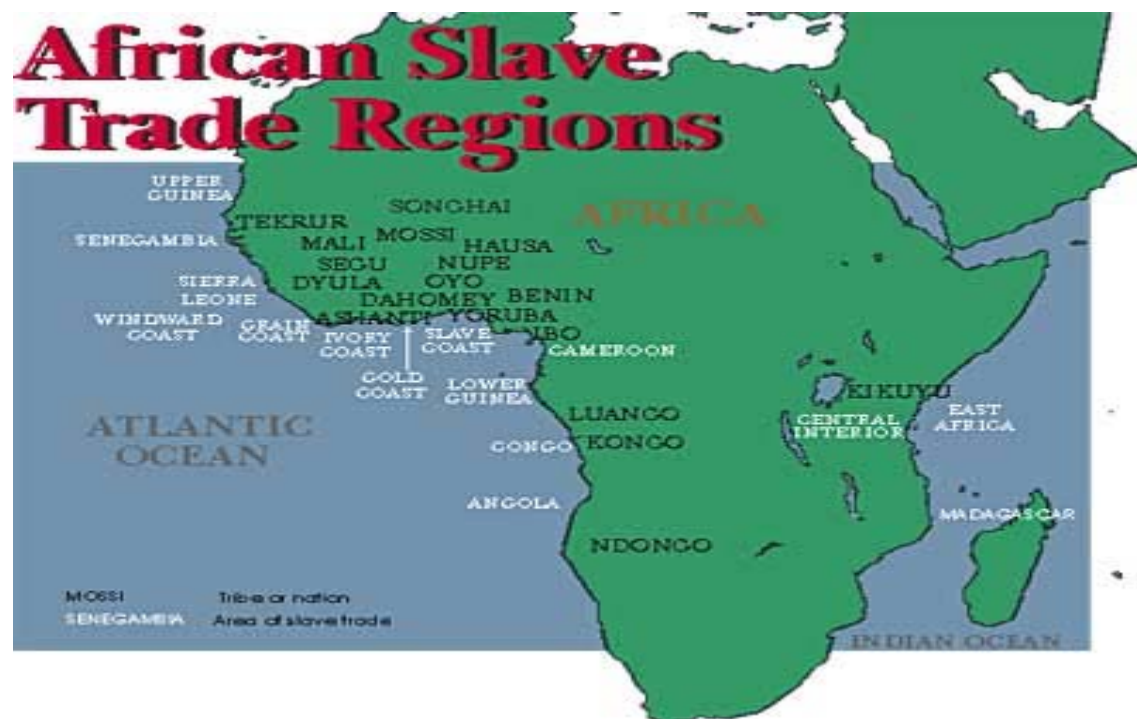 African Slave
Trade Regions
UPPER
GUINEA
SONGHAI
AFRICA
TEKRUR
SENEGAMBIA
MALI
MOSSI
HAUSA
SEGU
NUPE
SIERRA
LEONE
DYULA
OYO
DAHOMEY
BENIN
WINDWARD
COAST
GRAIN
COAST
ASHANTI
YORUBA
IVORY
COAST
SLAVE
COAST
IBO
CAMEROON
GOLD
COAST
LOWER
GUINEA
KIKUYU
ATLANTIC
OCEAN
LUANGO
CENTRAL
INTERIOR
EAST
AFRICA
CONGO
KONGO
ANGOLA
MADAGASCAR
NDONGO
MOSSI Tribe or nation
SENEGAMBIA Area of slave trade
INDIAN OCEAN